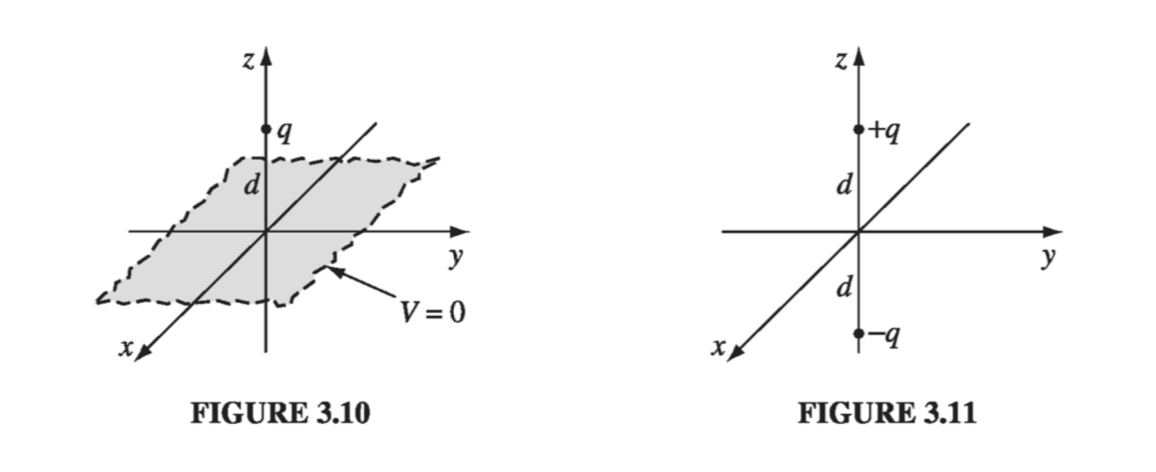 z
q
d
y
V = 0
x
FIGURE 3.10
z
+q
d
y
d
−q
x
FIGURE 3.11